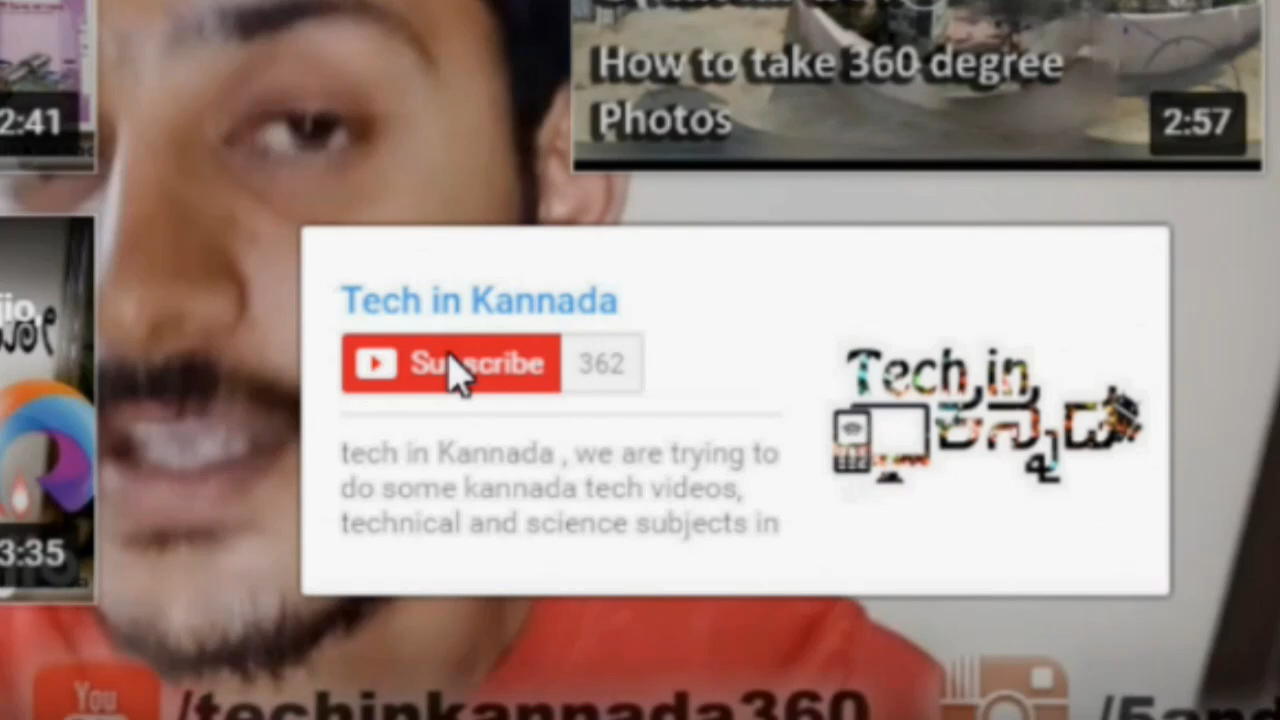 How to take 360 degree
Photos
2:41
2:57
jio,
Tech in Kannada
Subscribe 362
tech in Kannada , we are trying to
do some kannada tech videos,
technical and science subjects in
Tech in
ಕನ್ನಡ
3:35
You
/techinkannada360